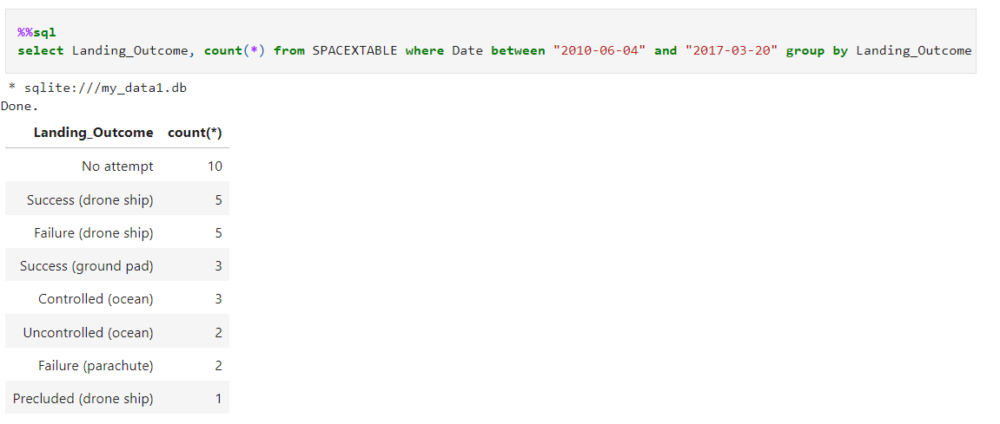 %%sql
select Landing_Outcome, count(*) from SPACEXTABLE where Date between "2010-06-04" and "2017-03-20" group by Landing_Outcome
* sqlite:///my_data1.db
Done.
Landing_Outcome count(*)
No attempt 10
Success (drone ship) 5
Failure (drone ship) 5
Success (ground pad) 3
Controlled (ocean) 3
Uncontrolled (ocean) 2
Failure (parachute) 2
Precluded (drone ship) 1